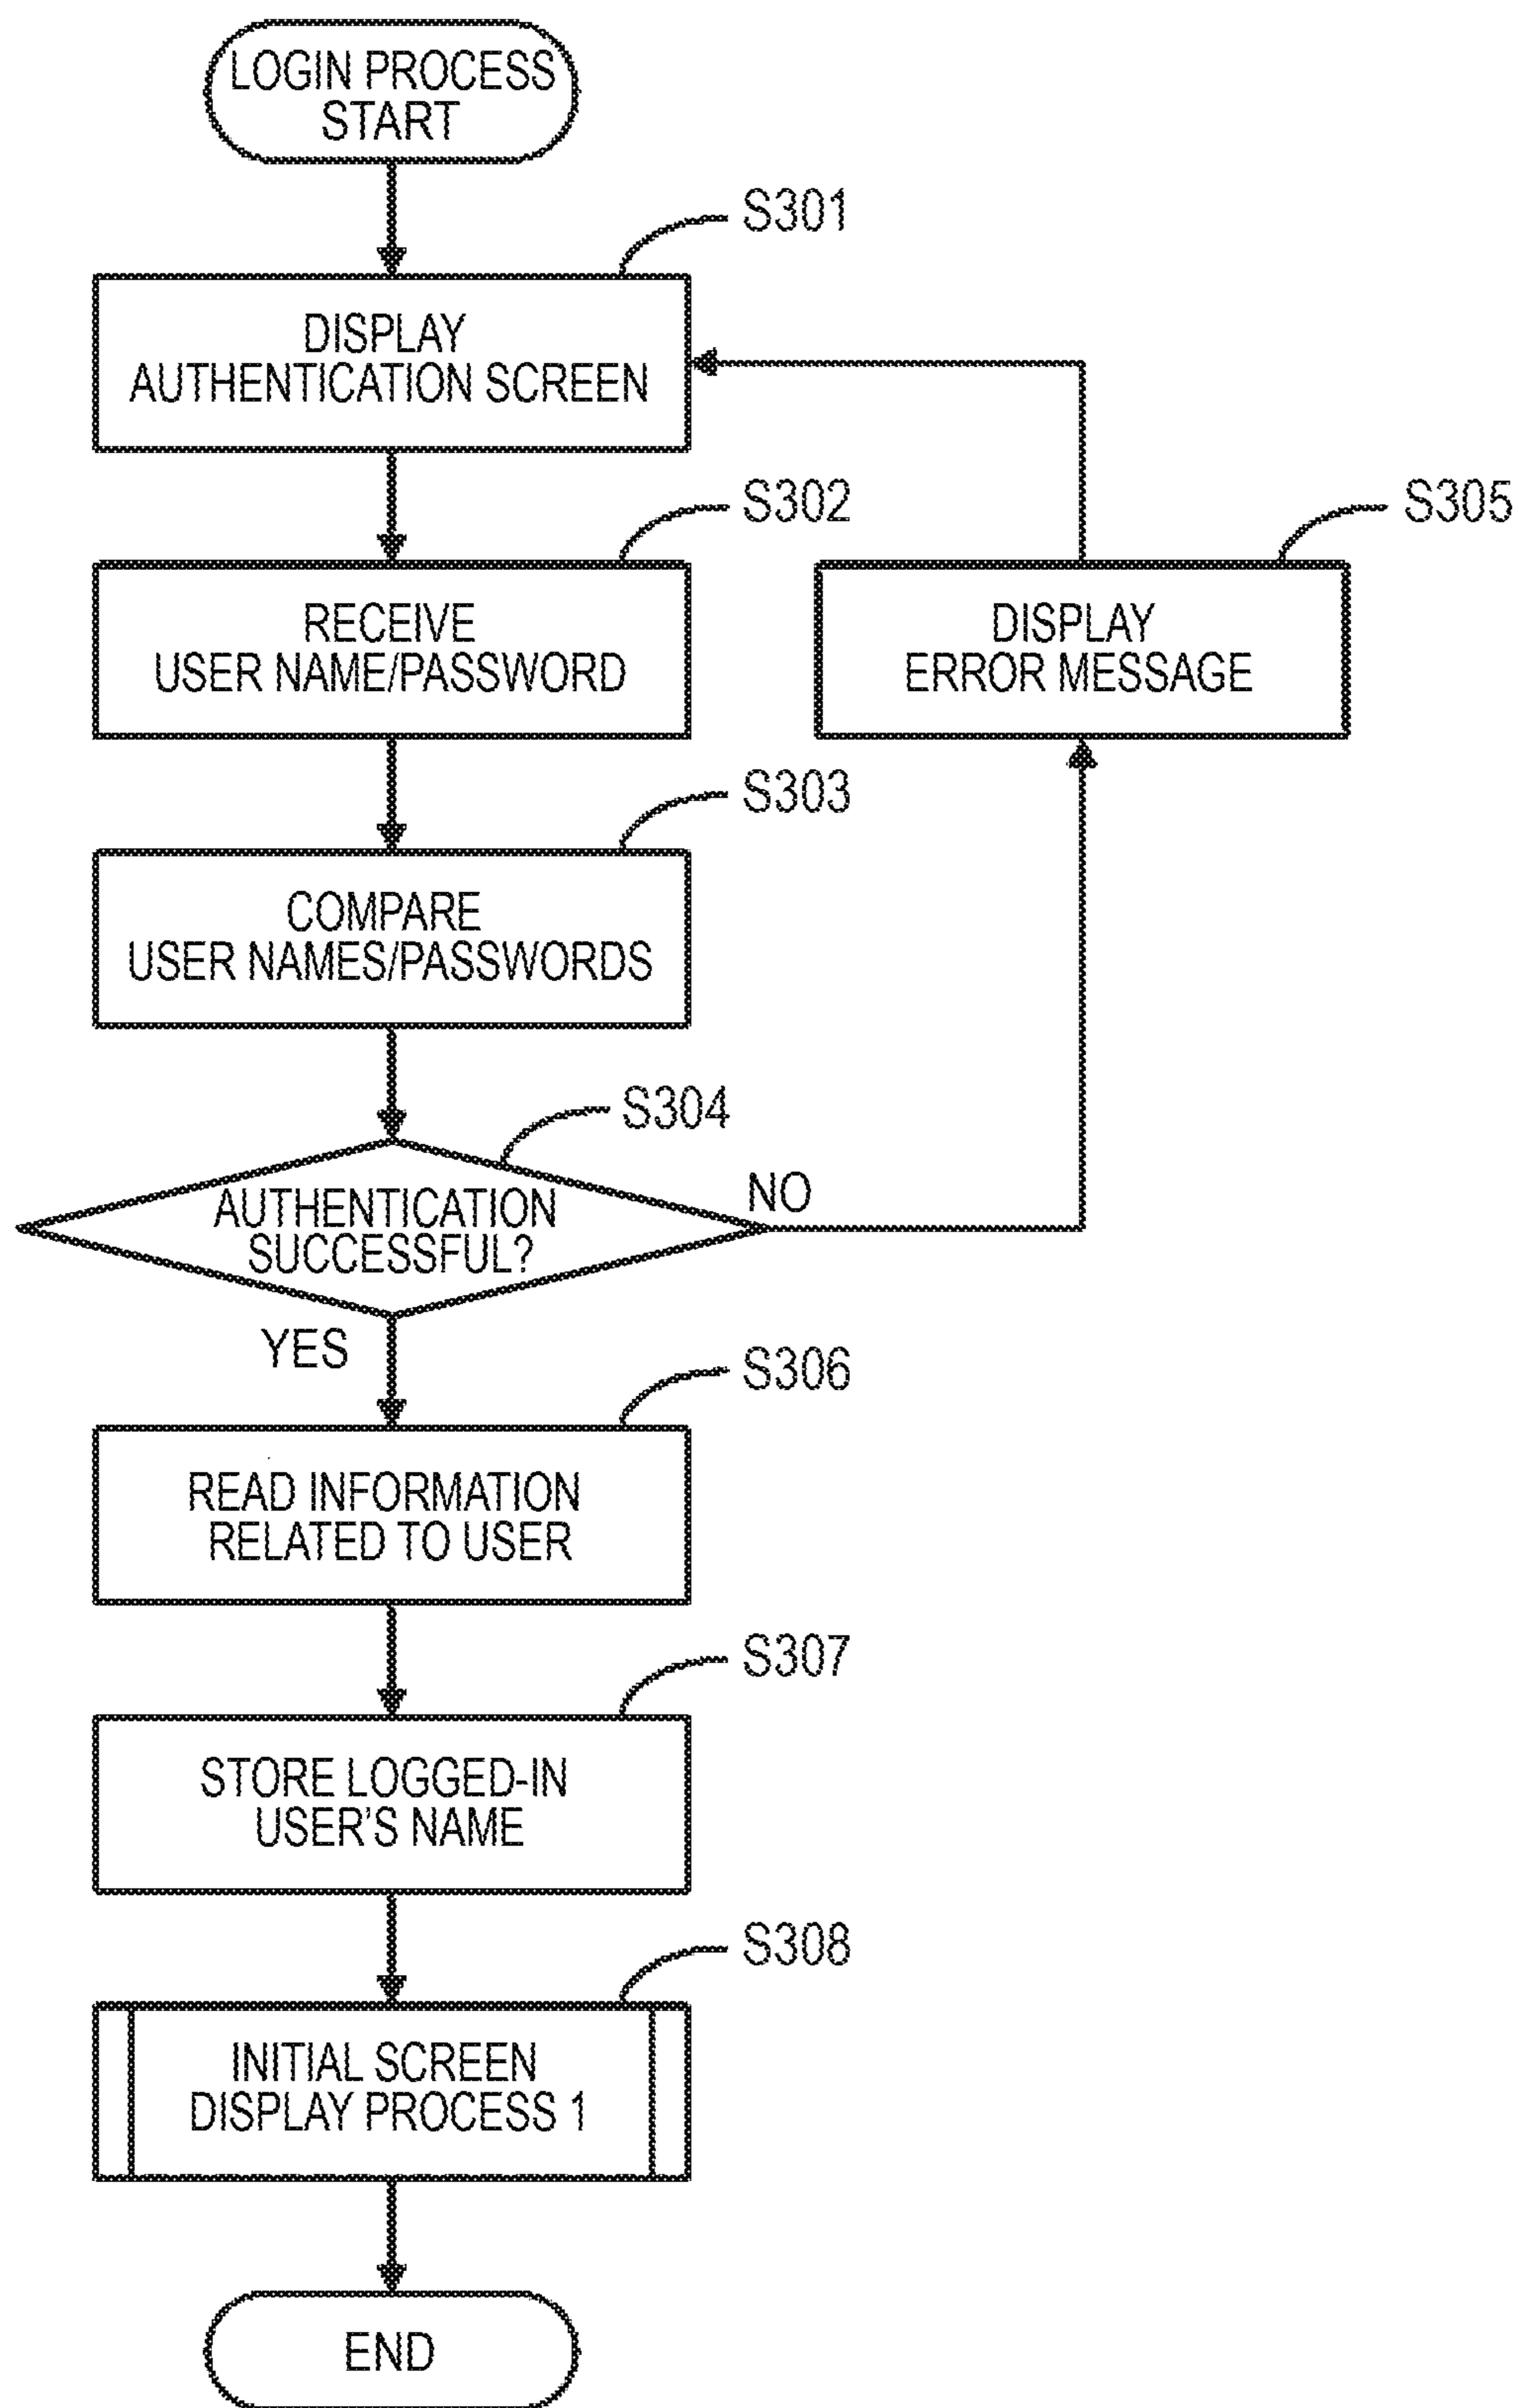 LOGIN PROCESS
START
S301
DISPLAY
AUTHENTICATION SCREEN
S302
RECEIVE
USER NAME/PASSWORD
S305
DISPLAY
ERROR MESSAGE
S303
COMPARE
USER NAMES/PASSWORDS
S304
AUTHENTICATION
SUCCESSFUL?
NO
YES
S306
READ INFORMATION
RELATED TO USER
S307
STORE LOGGED-IN
USER'S NAME
S308
INITIAL SCREEN
DISPLAY PROCESS 1
END